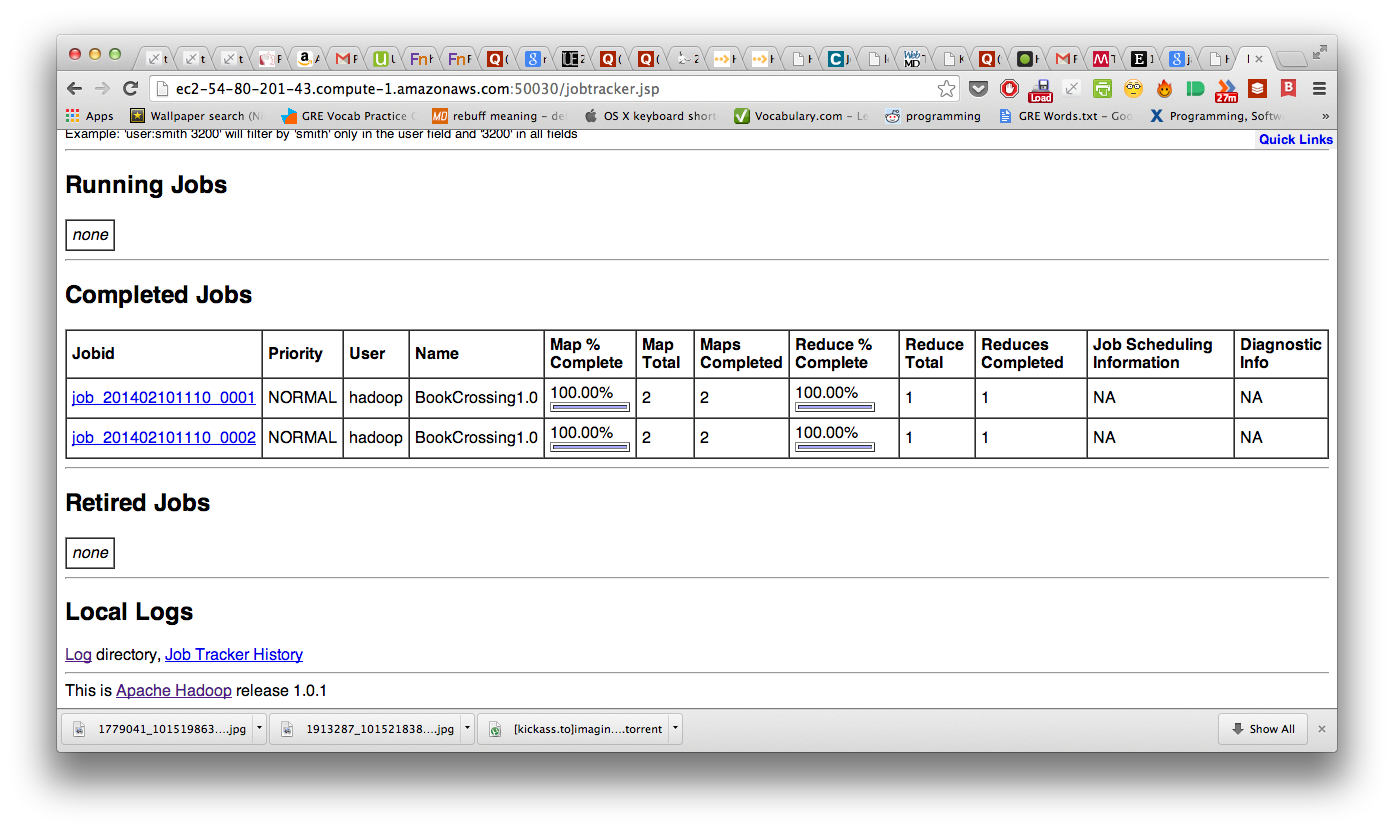 ec2-54-80-201-43.compute-1.amazonaws.com:50030/jobtracker.jsp
Load
27m
Apps Wallpaper search (N GRE Vocab Practice rebuff meaning – de OS X keyboard short Vocabulary.com – Le programming GRE Words.txt – Goo Programming, Softw »
Example: 'user:smith 3200' will filter by 'smith' only in the user field and '3200' in all fields
Quick Links
Running Jobs
none
Completed Jobs
Jobid Priority User Name Map % Complete Map Total Maps Completed Reduce % Complete Reduce Total Reduces Completed Job Scheduling Information Diagnostic Info
job_201402101110_0001 NORMAL hadoop BookCrossing1.0 100.00% 2 2 100.00% 1 1 NA NA
job_201402101110_0002 NORMAL hadoop BookCrossing1.0 100.00% 2 2 100.00% 1 1 NA NA
Retired Jobs
none
Local Logs
Log directory, Job Tracker History
This is Apache Hadoop release 1.0.1
1779041_101519863....jpg 1913287_101521838....jpg [kickass.to]imagin....torrent Show All